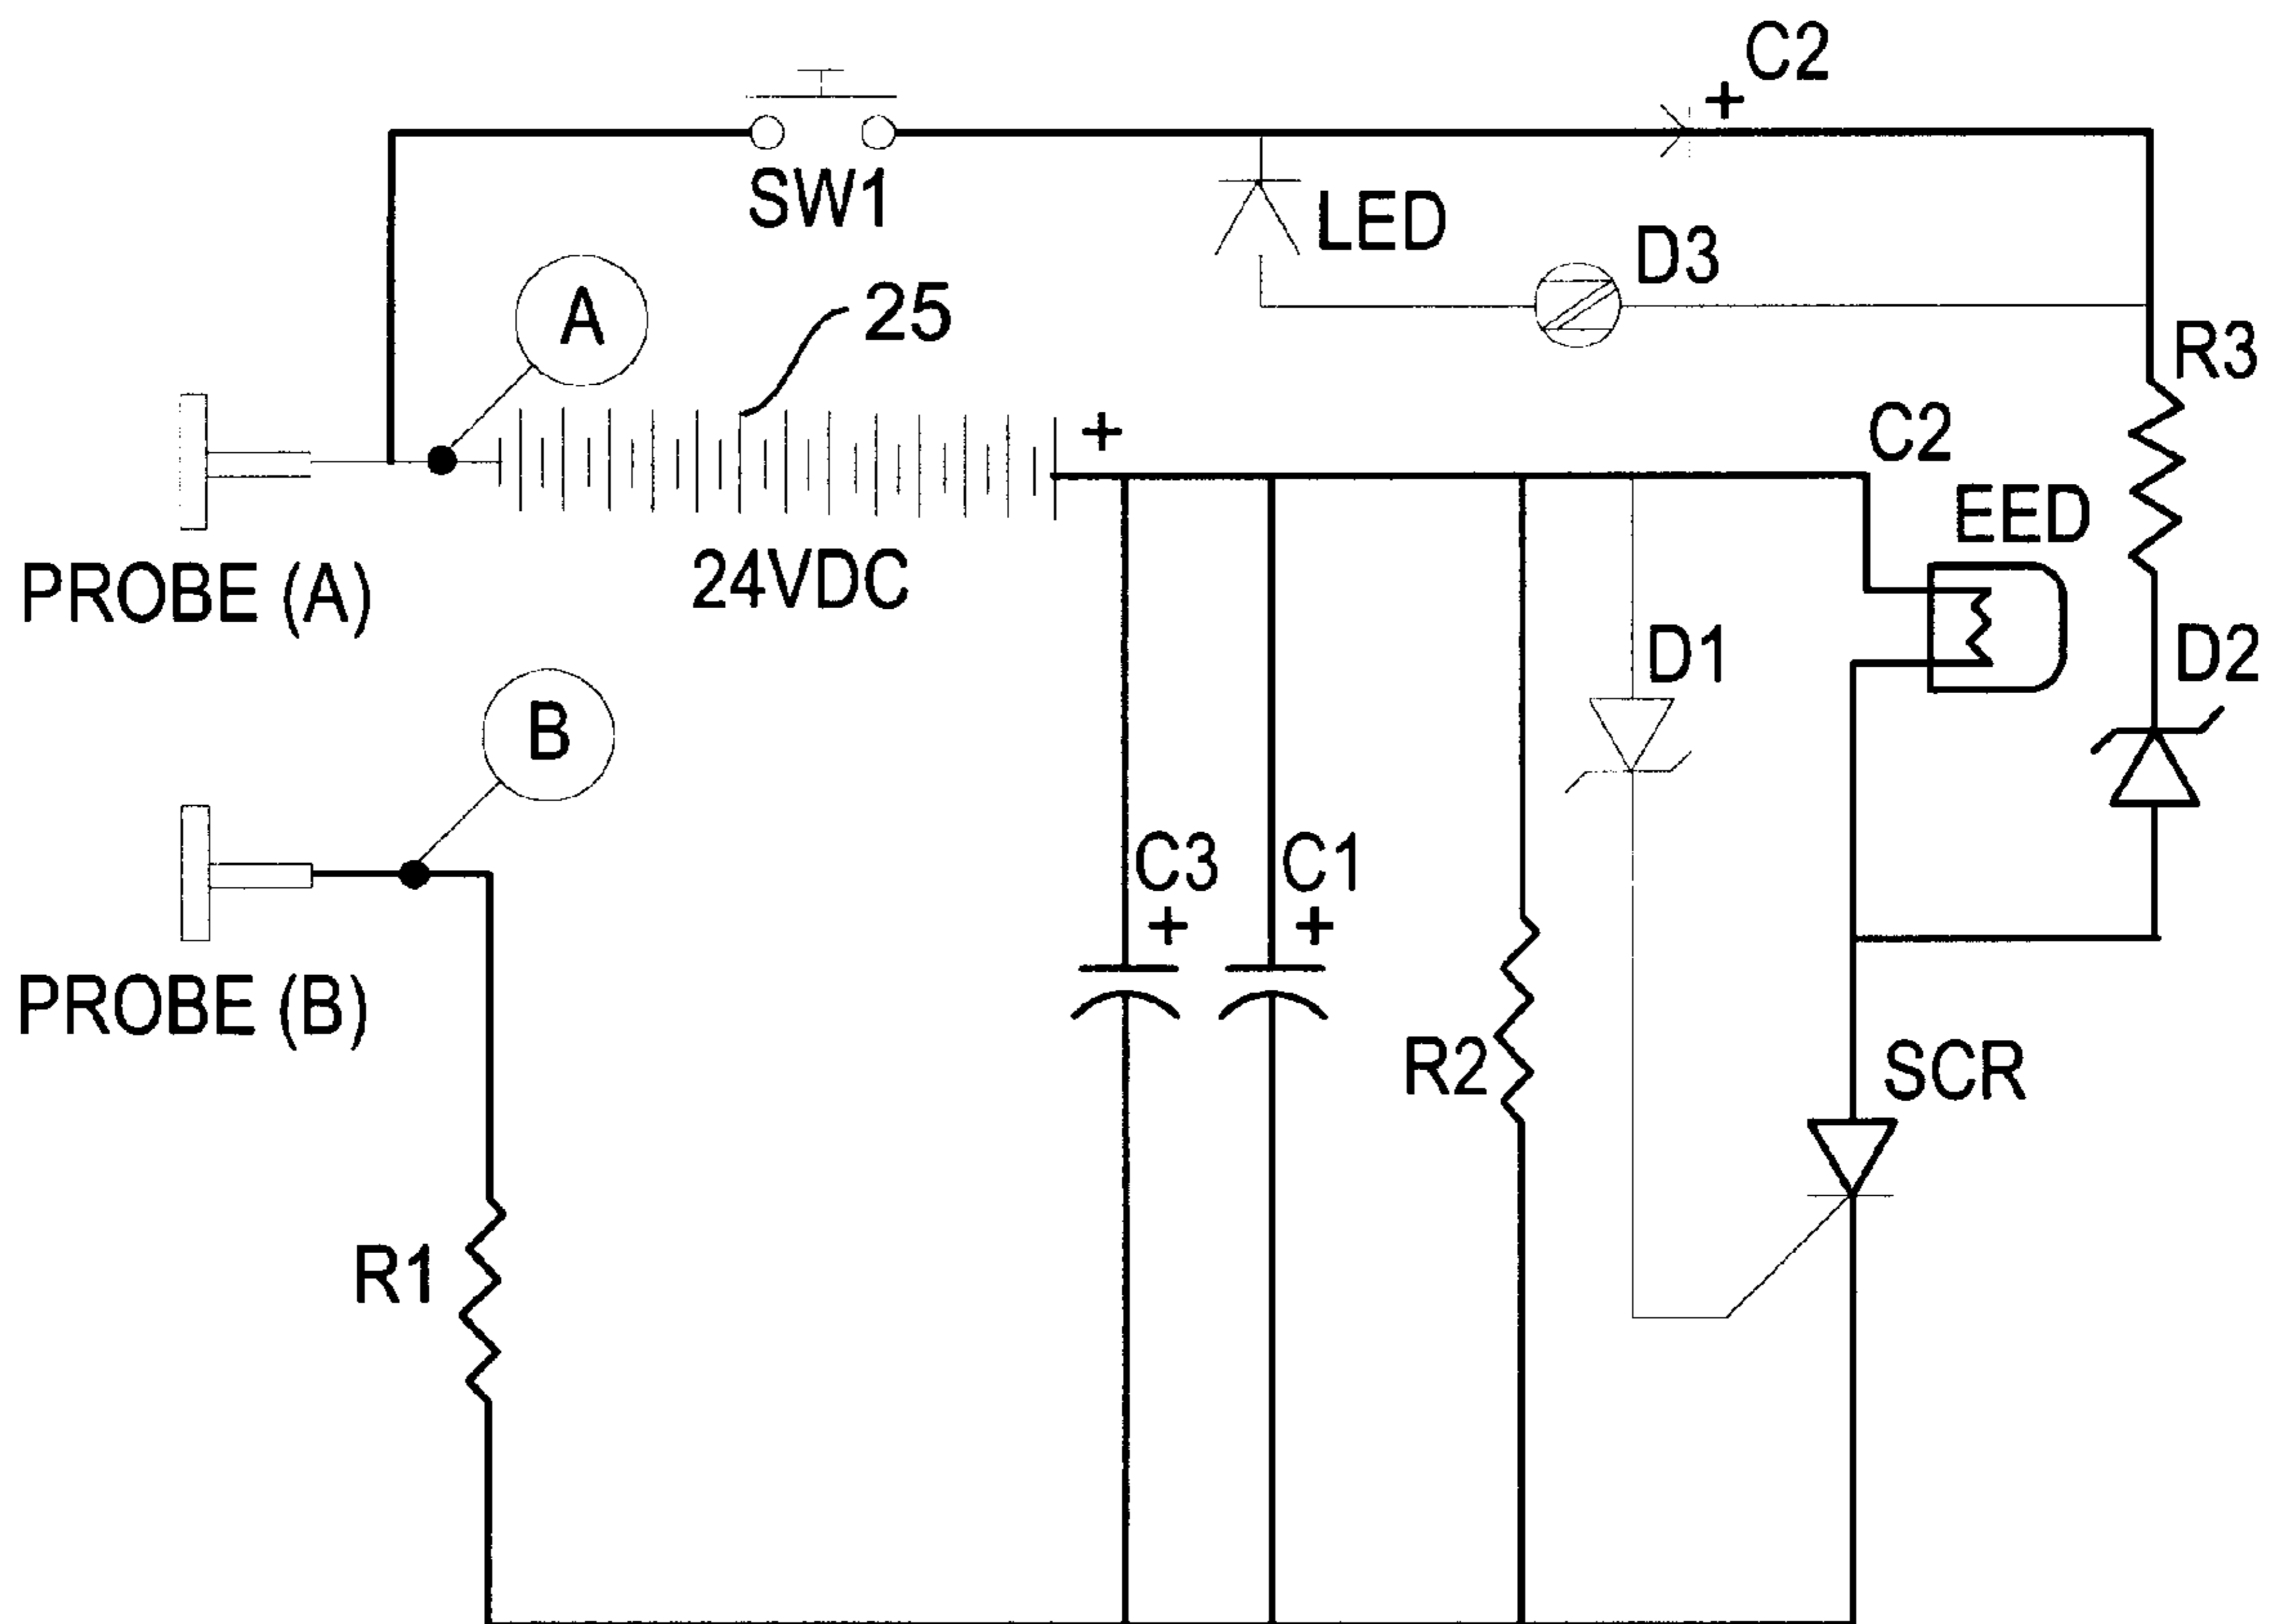 C2
+
SW1
LED
D3
A
25
R3
+
C2
EED
PROBE (A)
24VDC
D1
D2
B
C3
C1
+
+
PROBE (B)
R2
SCR
R1